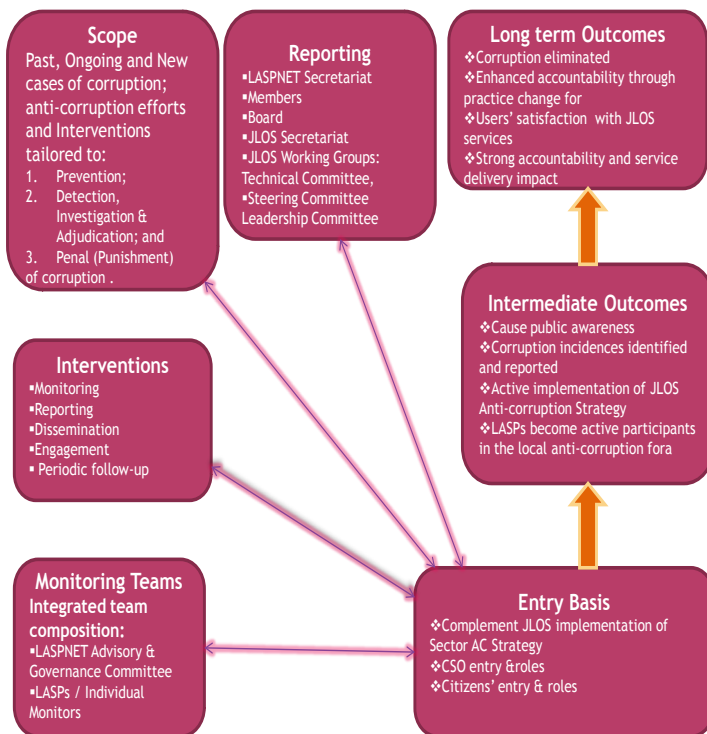 Scope
Past, Ongoing and New
cases of corruption;
anti-corruption efforts
and Interventions
tailored to:
1. Prevention;
2. Detection,
Investigation &
Adjudication; and
3. Penal (Punishment)
of corruption .
Reporting
▪LASPNET Secretariat
▪Members
▪Board
▪JLOS Secretariat
▪JLOS Working Groups:
Technical Committee,
▪Steering Committee
Leadership Committee
Long term Outcomes
❖Corruption eliminated
❖Enhanced accountability through
practice change for
❖Users' satisfaction with JLOS
services
❖Strong accountability and service
delivery impact
Interventions
▪Monitoring
▪Reporting
▪Dissemination
▪Engagement
▪ Periodic follow-up
Intermediate Outcomes
❖Cause public awareness
❖Corruption incidences identified
and reported
❖Active implementation of JLOS
Anti-corruption Strategy
❖LASPs become active participants
in the local anti-corruption fora
Monitoring Teams
Integrated team
composition:
▪LASPNET Advisory &
Governance Committee
▪LASPs / Individual
Monitors
Entry Basis
❖Complement JLOS implementation of
Sector AC Strategy
❖CSO entry &roles
❖Citizens' entry & roles